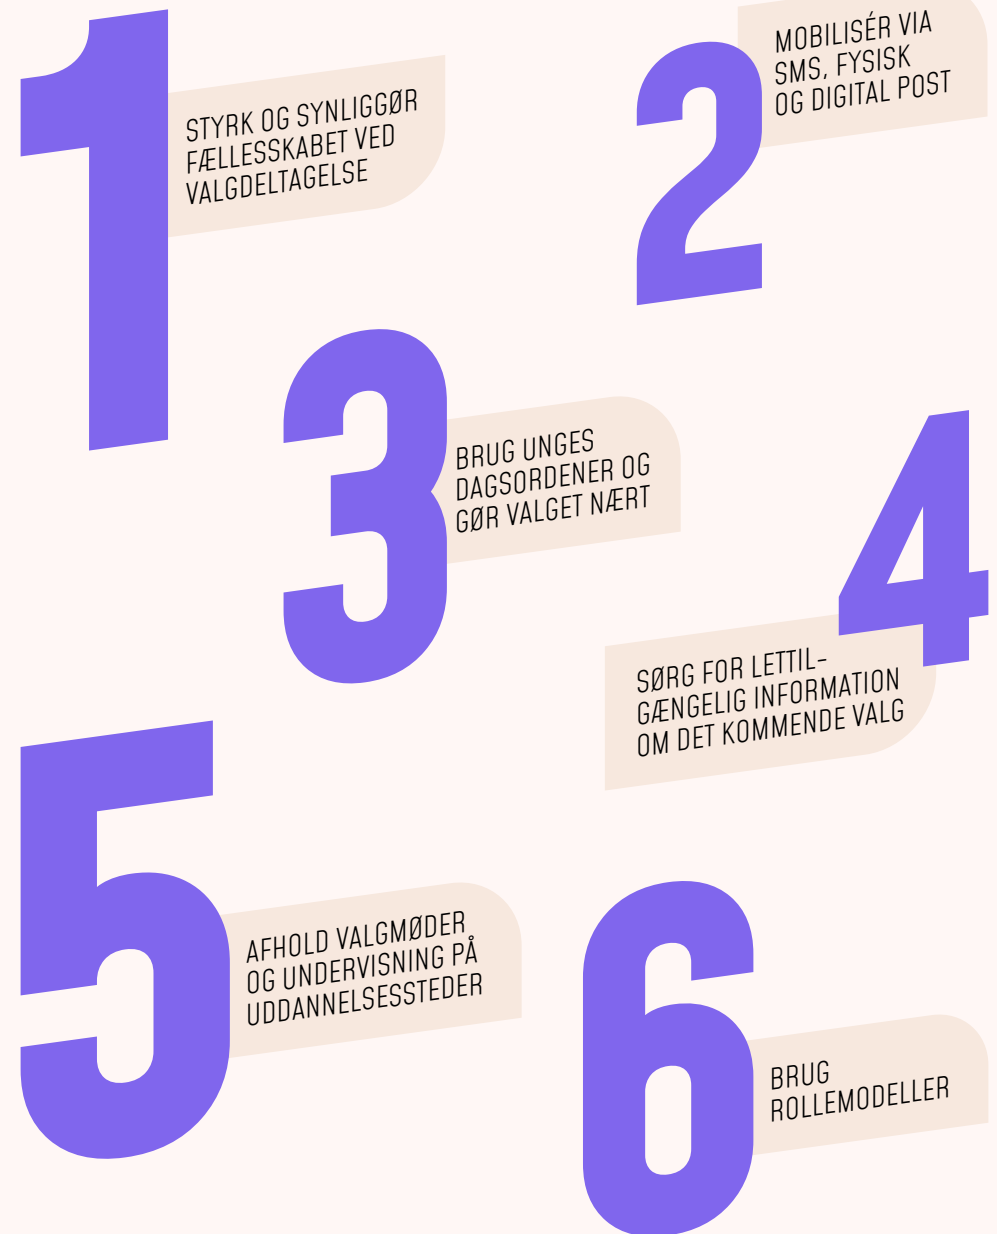 1
STYRK OG SYNLIGGØR
FÆLLESSKABET VED
VALGDELTAGELSE
2
MOBILISÉR VIA
SMS, FYSISK
OG DIGITAL POST
3
BRUG UNGES
DAGSORDENER OG
GØR VALGET NÆRT
4
SØRG FOR LETTIL-
GÆNGELIG INFORMATION
OM DET KOMMENDE VALG
5
AFHOLD VALGMØDER
OG UNDERVISNING PÅ
UDDANNELSESSTEDER
6
BRUG
ROLLEMODELLER